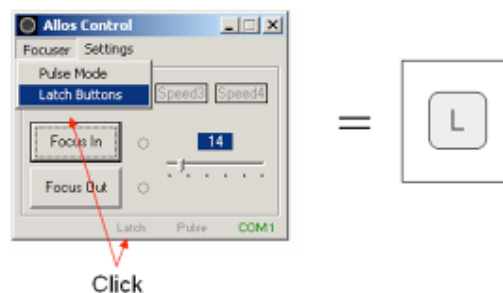 Allos Control
Focuser Settings
Pulse Mode
Latch Buttons Speed3 Speed4
Focus In 14
Focus Out
Latch Pulse COM1
Click
=
L